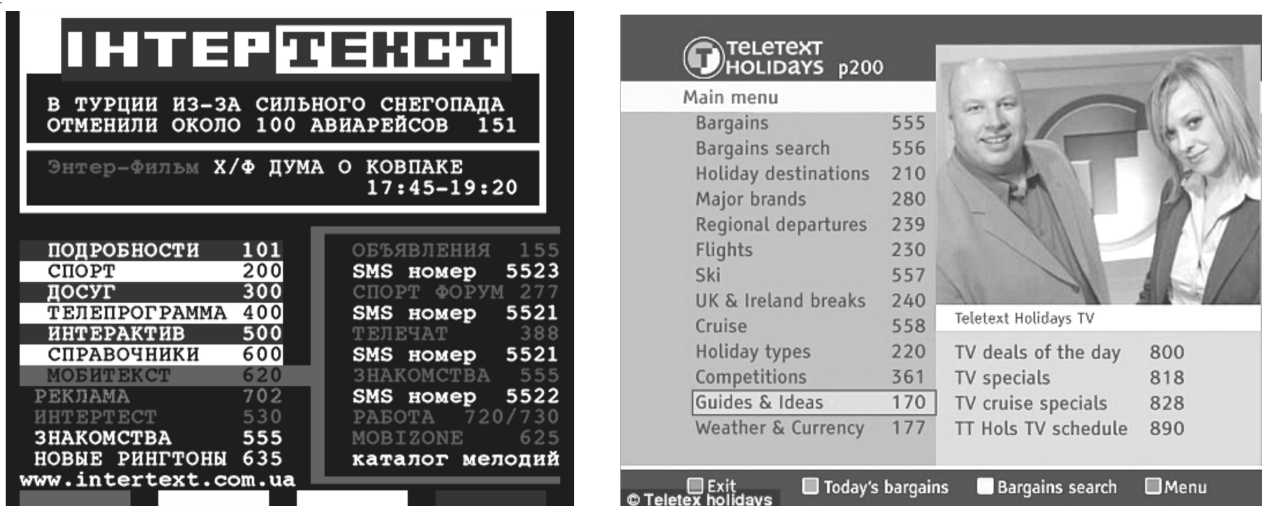 ІНТЕРТЕКСТ
В ТУРЦИИ ИЗ-ЗА СИЛЬНОГО СНЕГОПАДА
ОТМЕНИЛИ ОКОЛО 100 АВИАРЕЙСОВ 151
Энтер-Фильм Х/Ф ДУМА О КОВПАКЕ
17:45-19:20
ПОДРОБНОСТИ 101
СПОРТ 200
ДОСУГ 300
ТЕЛЕПРОГРАММА 400
ИНТЕРАКТИВ 500
СПРАВОЧНИКИ 600
МОБИТЕКСТ 620
РЕКЛАМА 702
ИНТЕРТЕСТ 530
ЗНАКОМСТВА 555
НОВЫЕ РИНГТОНЫ 635
www.intertext.com.ua
ОБЪЯВЛЕНИЯ 155
SMS номер 5523
СПОРТ ФОРУМ 277
SMS номер 5521
ТЕЛЕЧАТ 388
SMS номер 5521
ЗНАКОМСТВА 555
SMS номер 5522
РАБОТА 720/730
MOBIZONE 625
каталог мелодий
TELETEXT
HOLIDAYS p200
Main menu
Bargains 555
Bargains search 556
Holiday destinations 210
Major brands 280
Regional departures 239
Flights 230
Ski 557
UK & Ireland breaks 240
Cruise 558
Holiday types 220
Competitions 361
Guides & Ideas 170
Weather & Currency 177
Teletext Holidays TV
TV deals of the day 800
TV specials 818
TV cruise specials 828
TT Hols TV schedule 890
Exit Today's bargains Bargains search Menu
© Teletex holidays